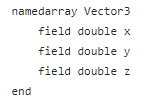 namedarray Vector3
    field double x
    field double y
    field double z
end